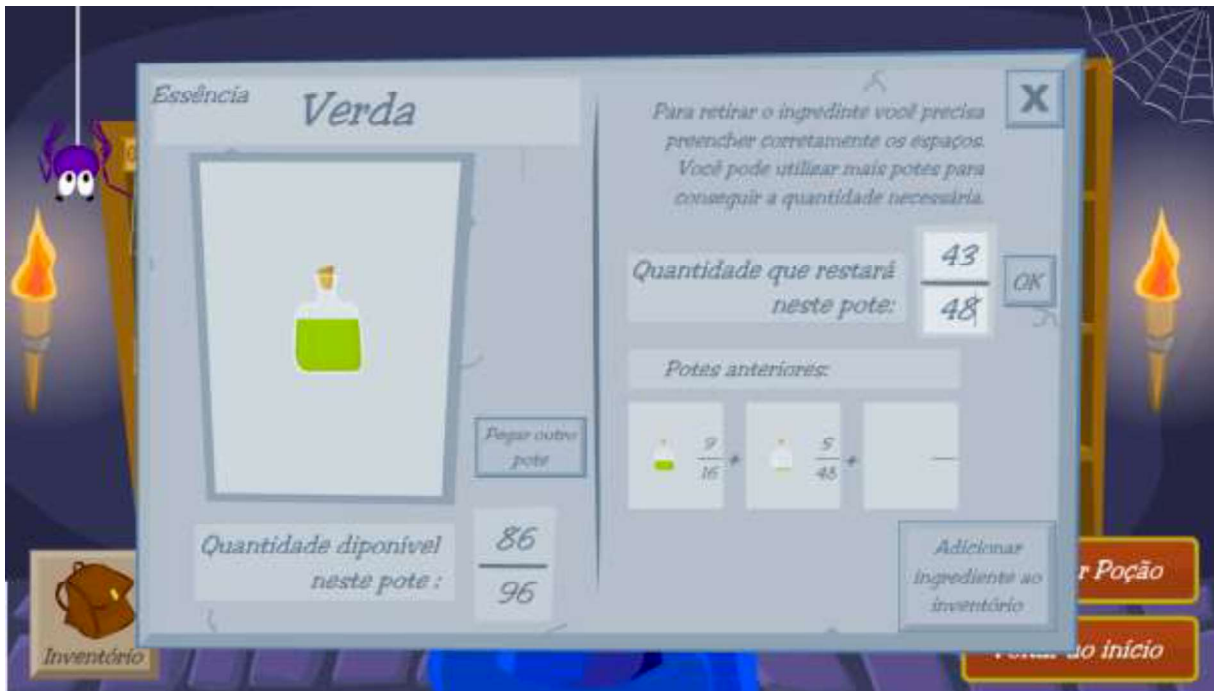 Essência
Verda
Para retirar o ingredinte você precisa
preencher corretamente os espaços.
Você pode utilizar mais potes para
conseguir a quantidade necessária.
X
Quantidade que restará
neste pote:
43
48
OK
Potes anteriores:
9
16
+
5
48
+
Pegar outro
pote
Quantidade diponível
neste pote :
86
96
Adicionar
ingrediente ao
inventório
Inventório
r Poção
ao início